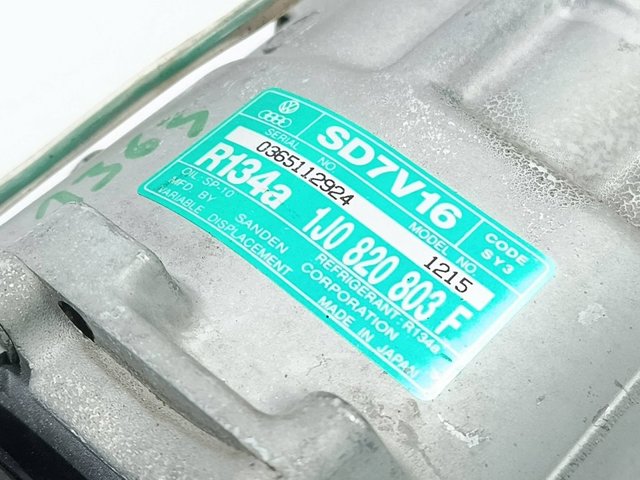 SD7V16
CODE
SERIAL NO.
MODEL NO.
SY3
0365112924
1215
R134a
1J0 820 803 F
OIL: SP-10
REFRIGERANT: R134a
MFD. BY SANDEN CORPORATION
VARIABLE DISPLACEMENT
MADE IN JAPAN